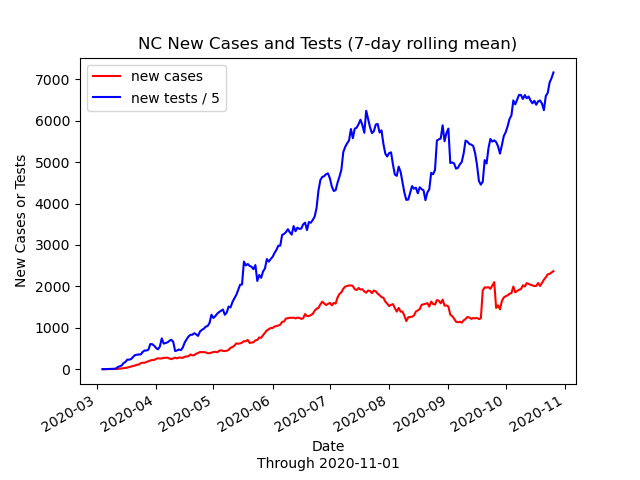 NC New Cases and Tests (7-day rolling mean)
new cases
new tests / 5
New Cases or Tests
7000
6000
5000
4000
3000
2000
1000
0
2020-03
2020-04
2020-05
2020-06
2020-07
2020-08
2020-09
2020-10
2020-11
Date
Through 2020-11-01